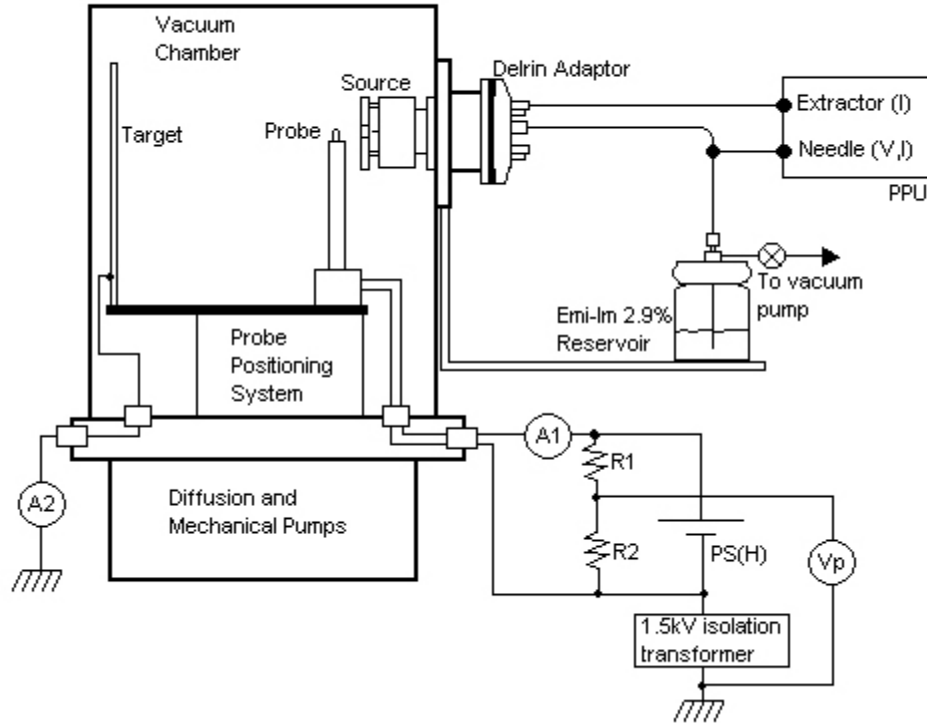 Vacuum
Chamber
Source
Delrin Adaptor
Target
Probe
Extractor (I)
Needle (V,I)
PPU
To vacuum
pump
Emi-Im 2.9%
Reservoir
Probe
Positioning
System
A1
R1
A2
Diffusion and
Mechanical Pumps
R2
PS(H)
Vp
1.5kV isolation
transformer